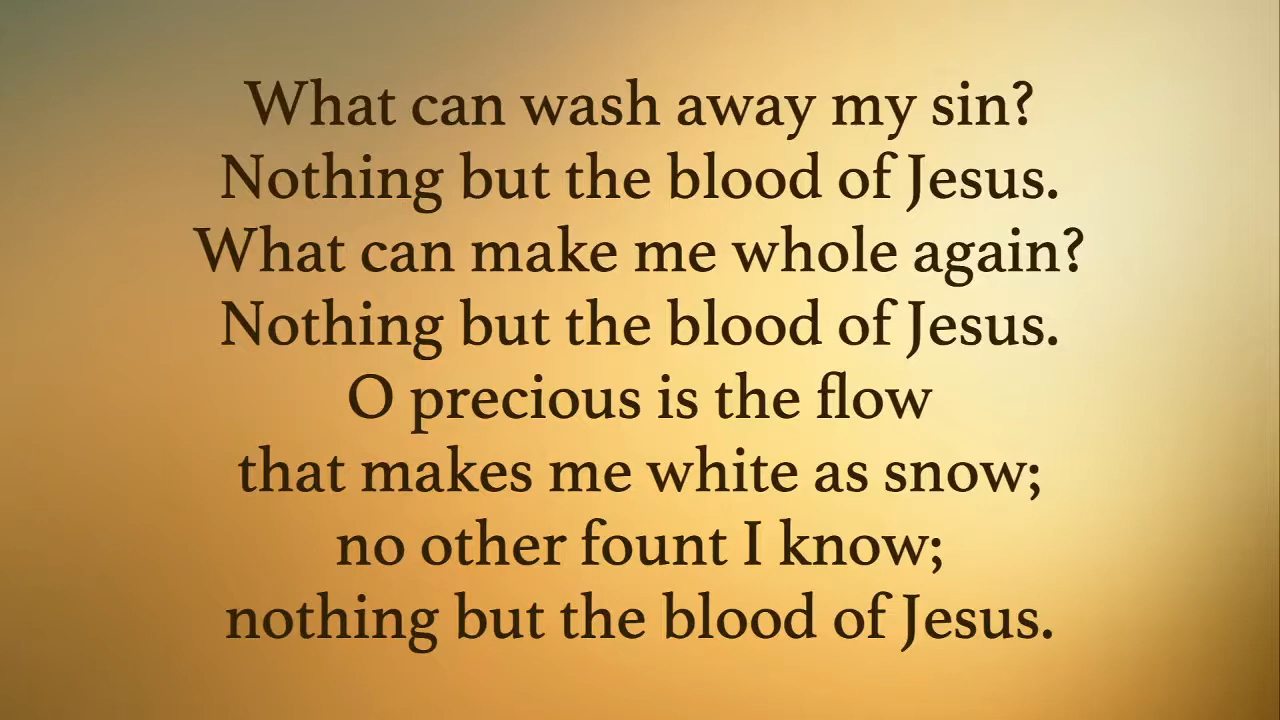 What can wash away my sin?
Nothing but the blood of Jesus.
What can make me whole again?
Nothing but the blood of Jesus.
O precious is the flow
that makes me white as snow;
no other fount I know;
nothing but the blood of Jesus.